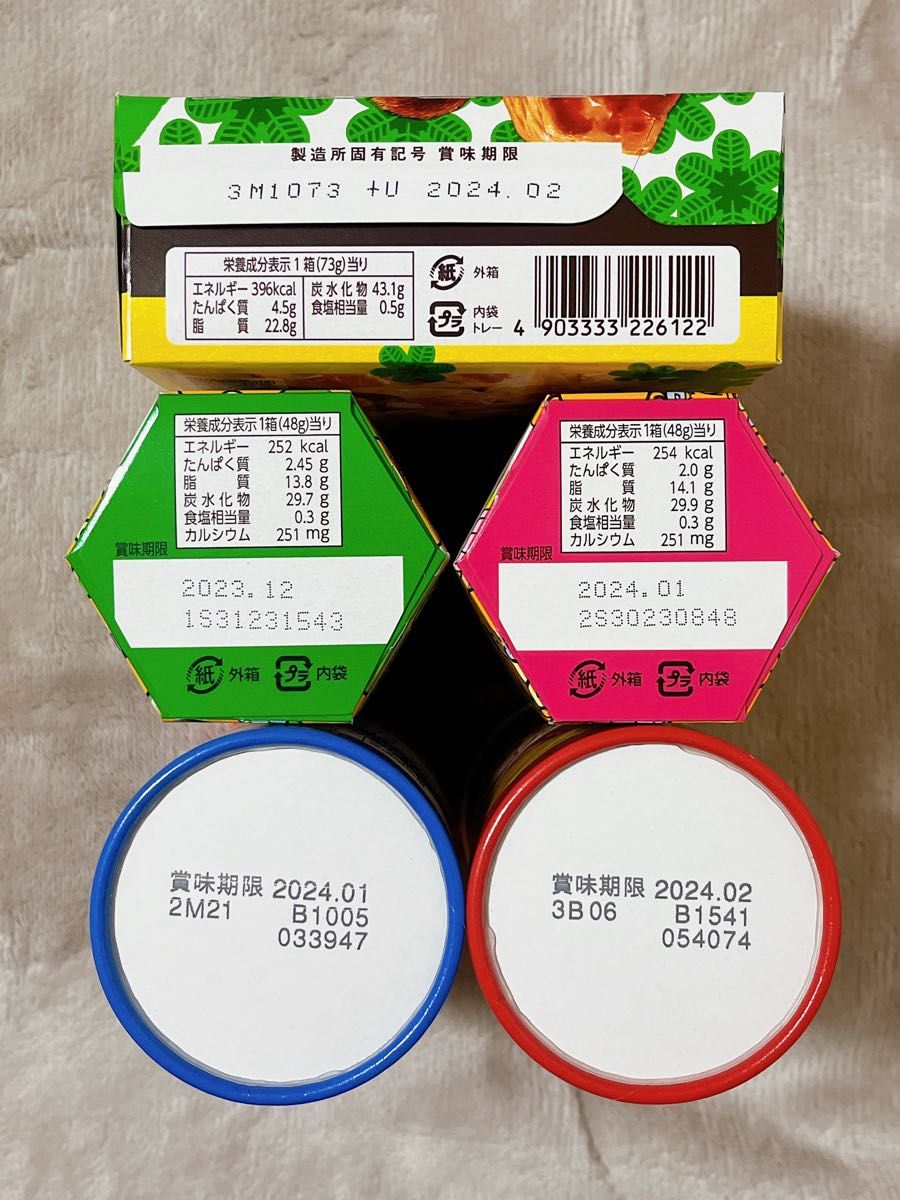 製造所固有記号 賞味期限
3M1073 +U 2024.02
栄養成分表示1箱(73g)当り
エネルギー 396kcal 炭水化物 43.1g
たんぱく質 4.5g 食塩相当量 0.5g
脂質 22.8g
紙 外箱
プラ 内袋
トレー
4 903333 226122
栄養成分表示1箱(48g)当り
エネルギー 252 kcal
たんぱく質 2.45 g
脂質 13.8 g
炭水化物 29.7 g
食塩相当量 0.3 g
カルシウム 251 mg
賞味期限
2023.12
1S31231543
紙 外箱 プラ 内袋
栄養成分表示1箱(48g)当り
エネルギー 254 kcal
たんぱく質 2.0 g
脂質 14.1 g
炭水化物 29.9 g
食塩相当量 0.3 g
カルシウム 251 mg
賞味期限
2024.01
2S30230848
紙 外箱 プラ 内袋
賞味期限 2024.01
2M21 B1005
033947
賞味期限 2024.02
3B06 B1541
054074